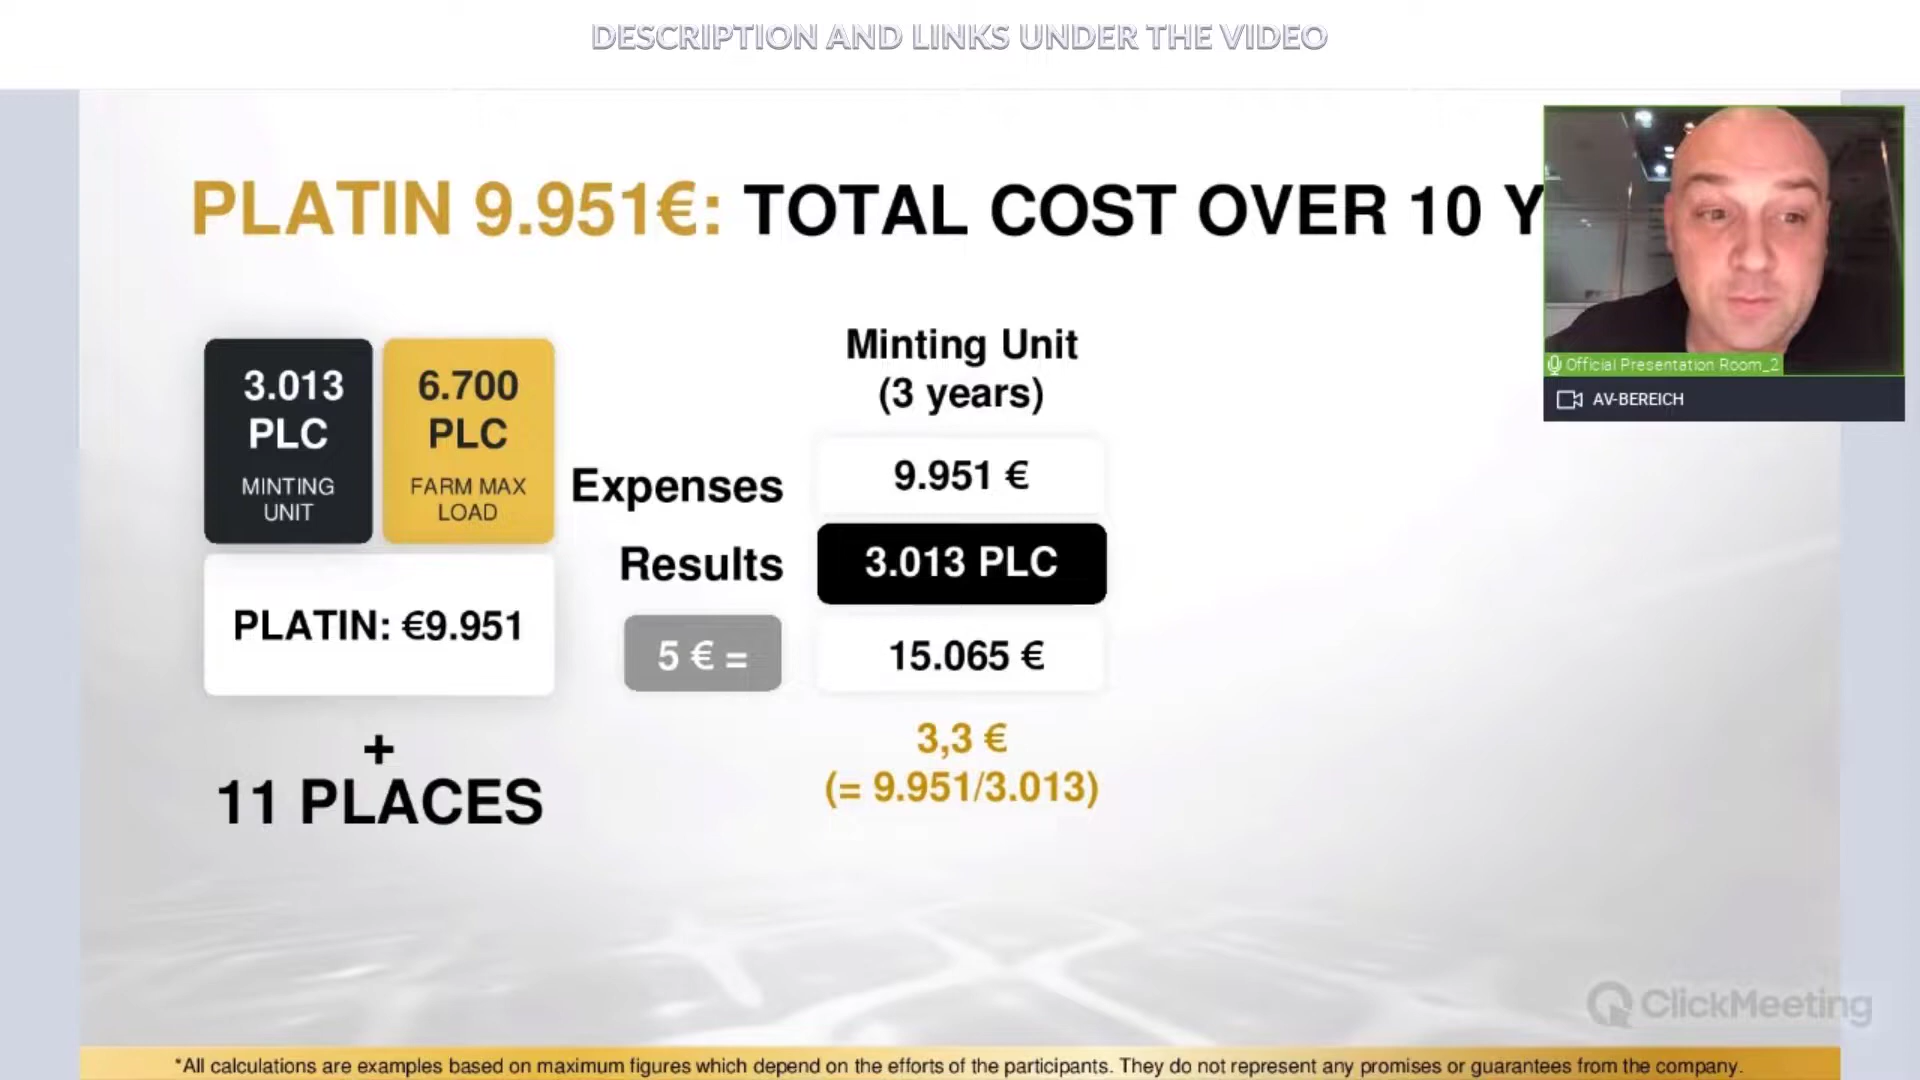 DESCRIPTION AND LINKS UNDER THE VIDEO
PLATIN 9.951€: TOTAL COST OVER 10 Y
Official Presentation Room_2
AV-BEREICH
3.013
PLC
MINTING
UNIT
6.700
PLC
FARM MAX
LOAD
PLATIN: €9.951
+
11 PLACES
Minting Unit
(3 years)
Expenses
9.951 €
Results
3.013 PLC
5 € =
15.065 €
3,3 €
(= 9.951/3.013)
ClickMeeting
*All calculations are examples based on maximum figures which depend on the efforts of the participants. They do not represent any promises or guarantees from the company.